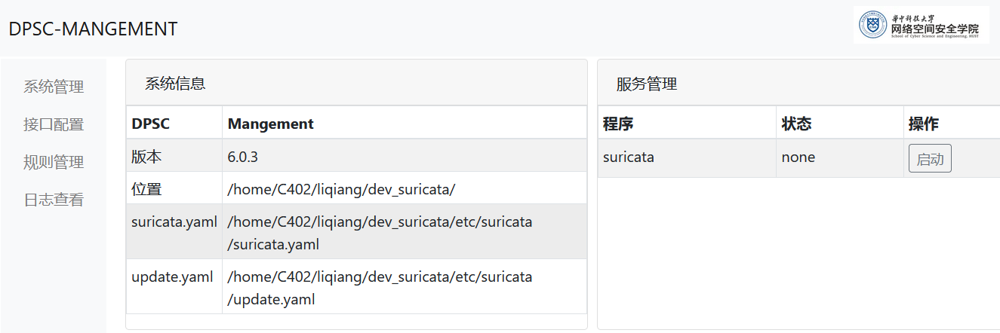 DPSC-MANGEMENT
华中科技大学
网络空间安全学院
School of Cyber Science and Engineering, HUST
系统管理
接口配置
规则管理
日志查看
系统信息
DPSC Mangement
版本 6.0.3
位置 /home/C402/liqiang/dev_suricata/
suricata.yaml /home/C402/liqiang/dev_suricata/etc/suricata
/suricata.yaml
update.yaml /home/C402/liqiang/dev_suricata/etc/suricata
/update.yaml
服务管理
程序 状态 操作
suricata none 启动